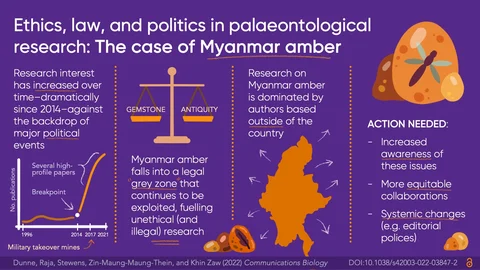 Ethics, law, and politics in palaeontological
research: The case of Myanmar amber
Research interest
has increased over
time–dramatically
since 2014–against
the backdrop of
major political
events
No. publications
Several high-
profile papers
Breakpoint
1996
2014
2017
2021
Military takeover mines
GEMSTONE
ANTIQUITY
Myanmar amber
falls into a legal
'grey zone' that
continues to be
exploited, fuelling
unethical (and
illegal) research
Research on
Myanmar amber
is dominated by
authors based
outside of the
country
ACTION NEEDED:
- Increased
awareness of
these issues
- More equitable
collaborations
- Systemic changes
(e.g. editorial
polices)
Dunne, Raja, Stewens, Zin-Maung-Maung-Thein, and Khin Zaw (2022) Communications Biology
DOI:10.1038/s42003-022-03847-2